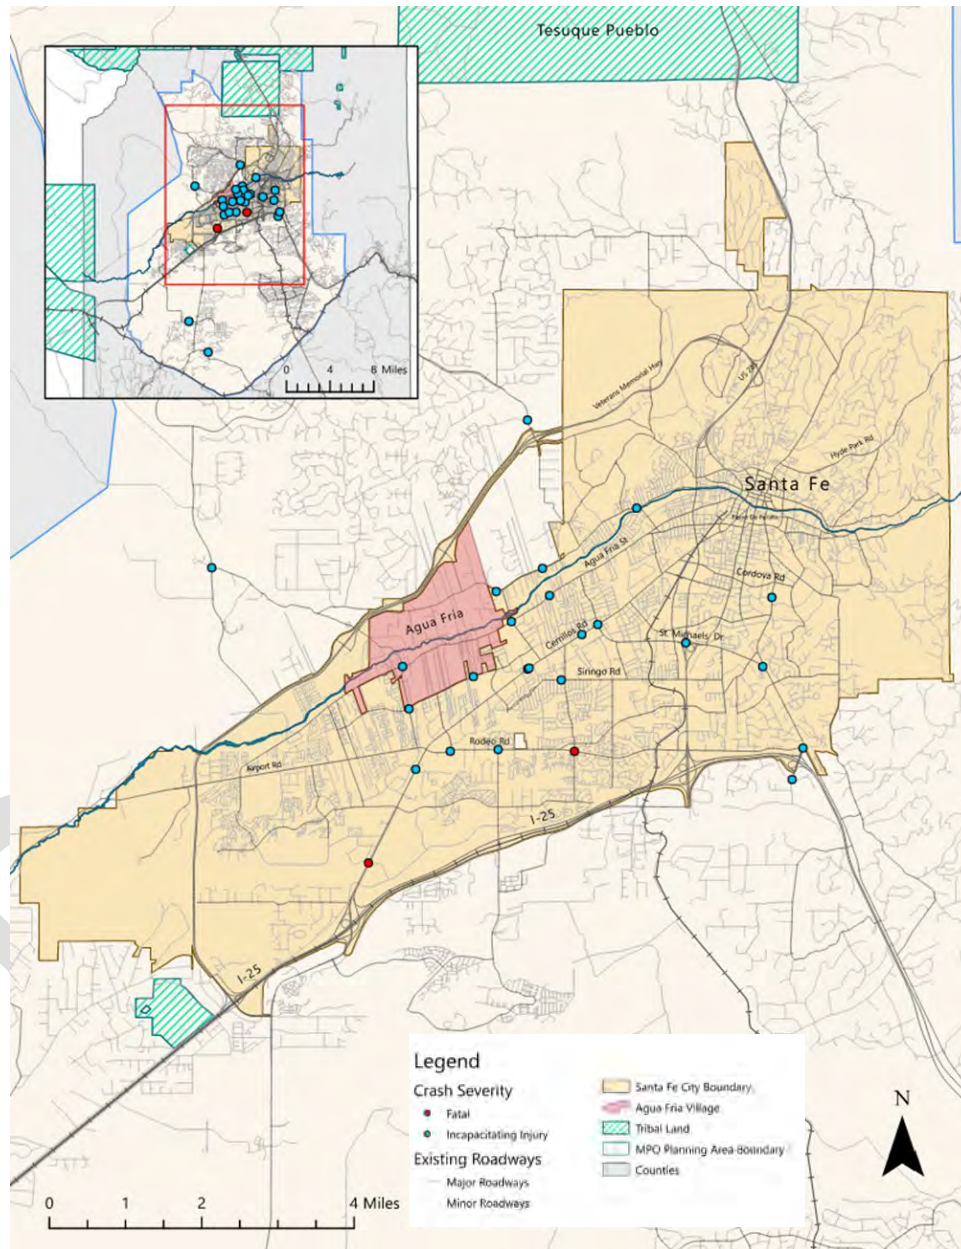 Tesuque Pueblo
0 4 8 Miles
Veterans Memorial Hwy
Hyde Park Rd
Santa Fe
Agua Fria St
Cordova Rd
Agua Fria
Cerrillos Rd
St. Michaels Dr
Siringo Rd
Rodeo Rd
Airport Rd
I-25
I-25
Legend
Crash Severity
Fatal
Incapacitating Injury
Existing Roadways
Major Roadways
Minor Roadways
Santa Fe City Boundary
Agua Fria Village
Tribal Land
MPO Planning Area Boundary
Counties
N
0 1 2 4 Miles